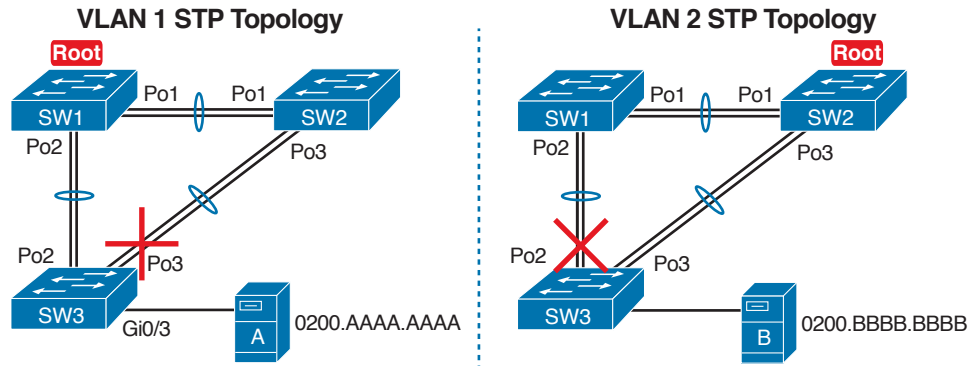 VLAN 1 STP Topology
Root
Po1
Po1
SW1
SW2
Po2
Po3
Po2
Po3
SW3
Gi0/3
A
0200.AAAA.AAAA
VLAN 2 STP Topology
Root
Po1
Po1
SW1
SW2
Po2
Po3
Po2
Po3
SW3
B
0200.BBBB.BBBB